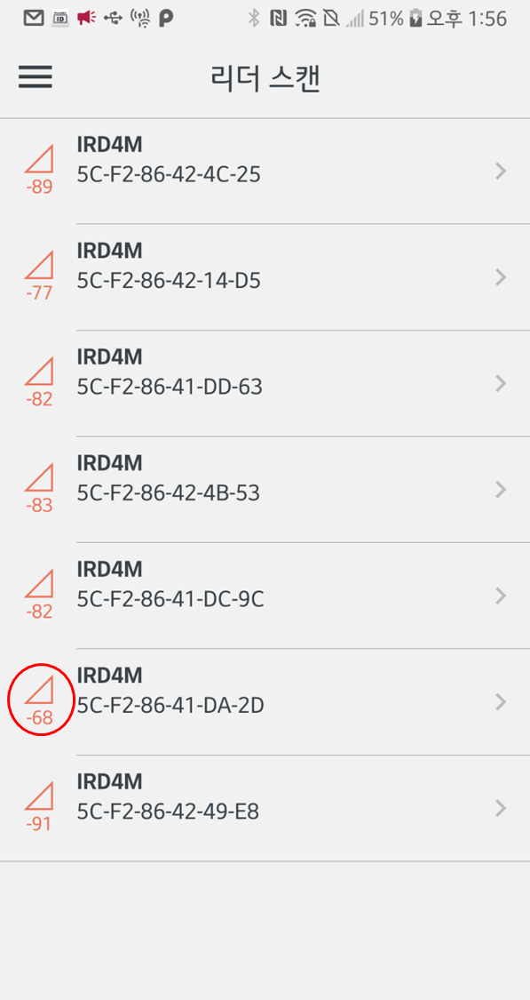 51% 오후 1:56
리더 스캔
IRD4M
5C-F2-86-42-4C-25
-89
IRD4M
5C-F2-86-42-14-D5
-77
IRD4M
5C-F2-86-41-DD-63
-82
IRD4M
5C-F2-86-42-4B-53
-83
IRD4M
5C-F2-86-41-DC-9C
-82
IRD4M
5C-F2-86-41-DA-2D
-68
IRD4M
5C-F2-86-42-49-E8
-91